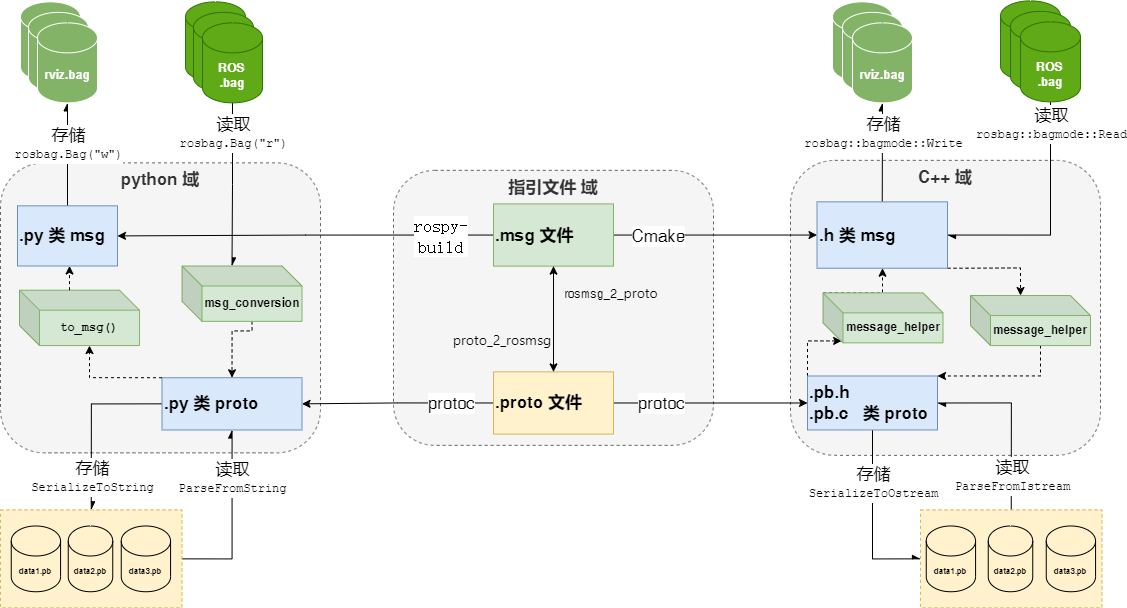 rviz.bag
ROS
.bag
存储
rosbag.Bag("w")
读取
rosbag.Bag("r")
python 域
.py 类 msg
to_msg()
msg_conversion
.py 类 proto
存储
SerializeToString
读取
ParseFromString
data1.pb
data2.pb
data3.pb
指引文件 域
rospy-
build
.msg 文件
Cmake
rosmsg_2_proto
proto_2_rosmsg
protoc
.proto 文件
protoc
rviz.bag
ROS
.bag
存储
rosbag::bagmode::Write
读取
rosbag::bagmode::Read
C++ 域
.h 类 msg
message_helper
message_helper
.pb.h
.pb.c 类 proto
存储
SerializeToOstream
读取
ParseFromIstream
data1.pb
data2.pb
data3.pb